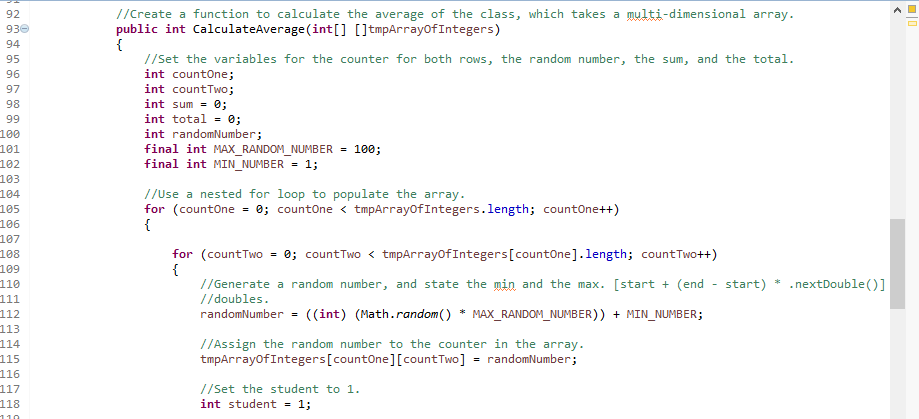 92 //Create a function to calculate the average of the class, which takes a multi-dimensional array.
93 public int CalculateAverage(int[] []tmpArrayOfIntegers)
94 {
95 //Set the variables for the counter for both rows, the random number, the sum, and the total.
96 int countOne;
97 int countTwo;
98 int sum = 0;
99 int total = 0;
100 int randomNumber;
101 final int MAX_RANDOM_NUMBER = 100;
102 final int MIN_NUMBER = 1;
103
104 //Use a nested for loop to populate the array.
105 for (countOne = 0; countOne < tmpArrayOfIntegers.length; countOne++)
106 {
107
108 for (countTwo = 0; countTwo < tmpArrayOfIntegers[countOne].length; countTwo++)
109 {
110 //Generate a random number, and state the min and the max. [start + (end - start) * .nextDouble()]
111 //doubles.
112 randomNumber = ((int) (Math.random() * MAX_RANDOM_NUMBER)) + MIN_NUMBER;
113
114 //Assign the random number to the counter in the array.
115 tmpArrayOfIntegers[countOne][countTwo] = randomNumber;
116
117 //Set the student to 1.
118 int student = 1;